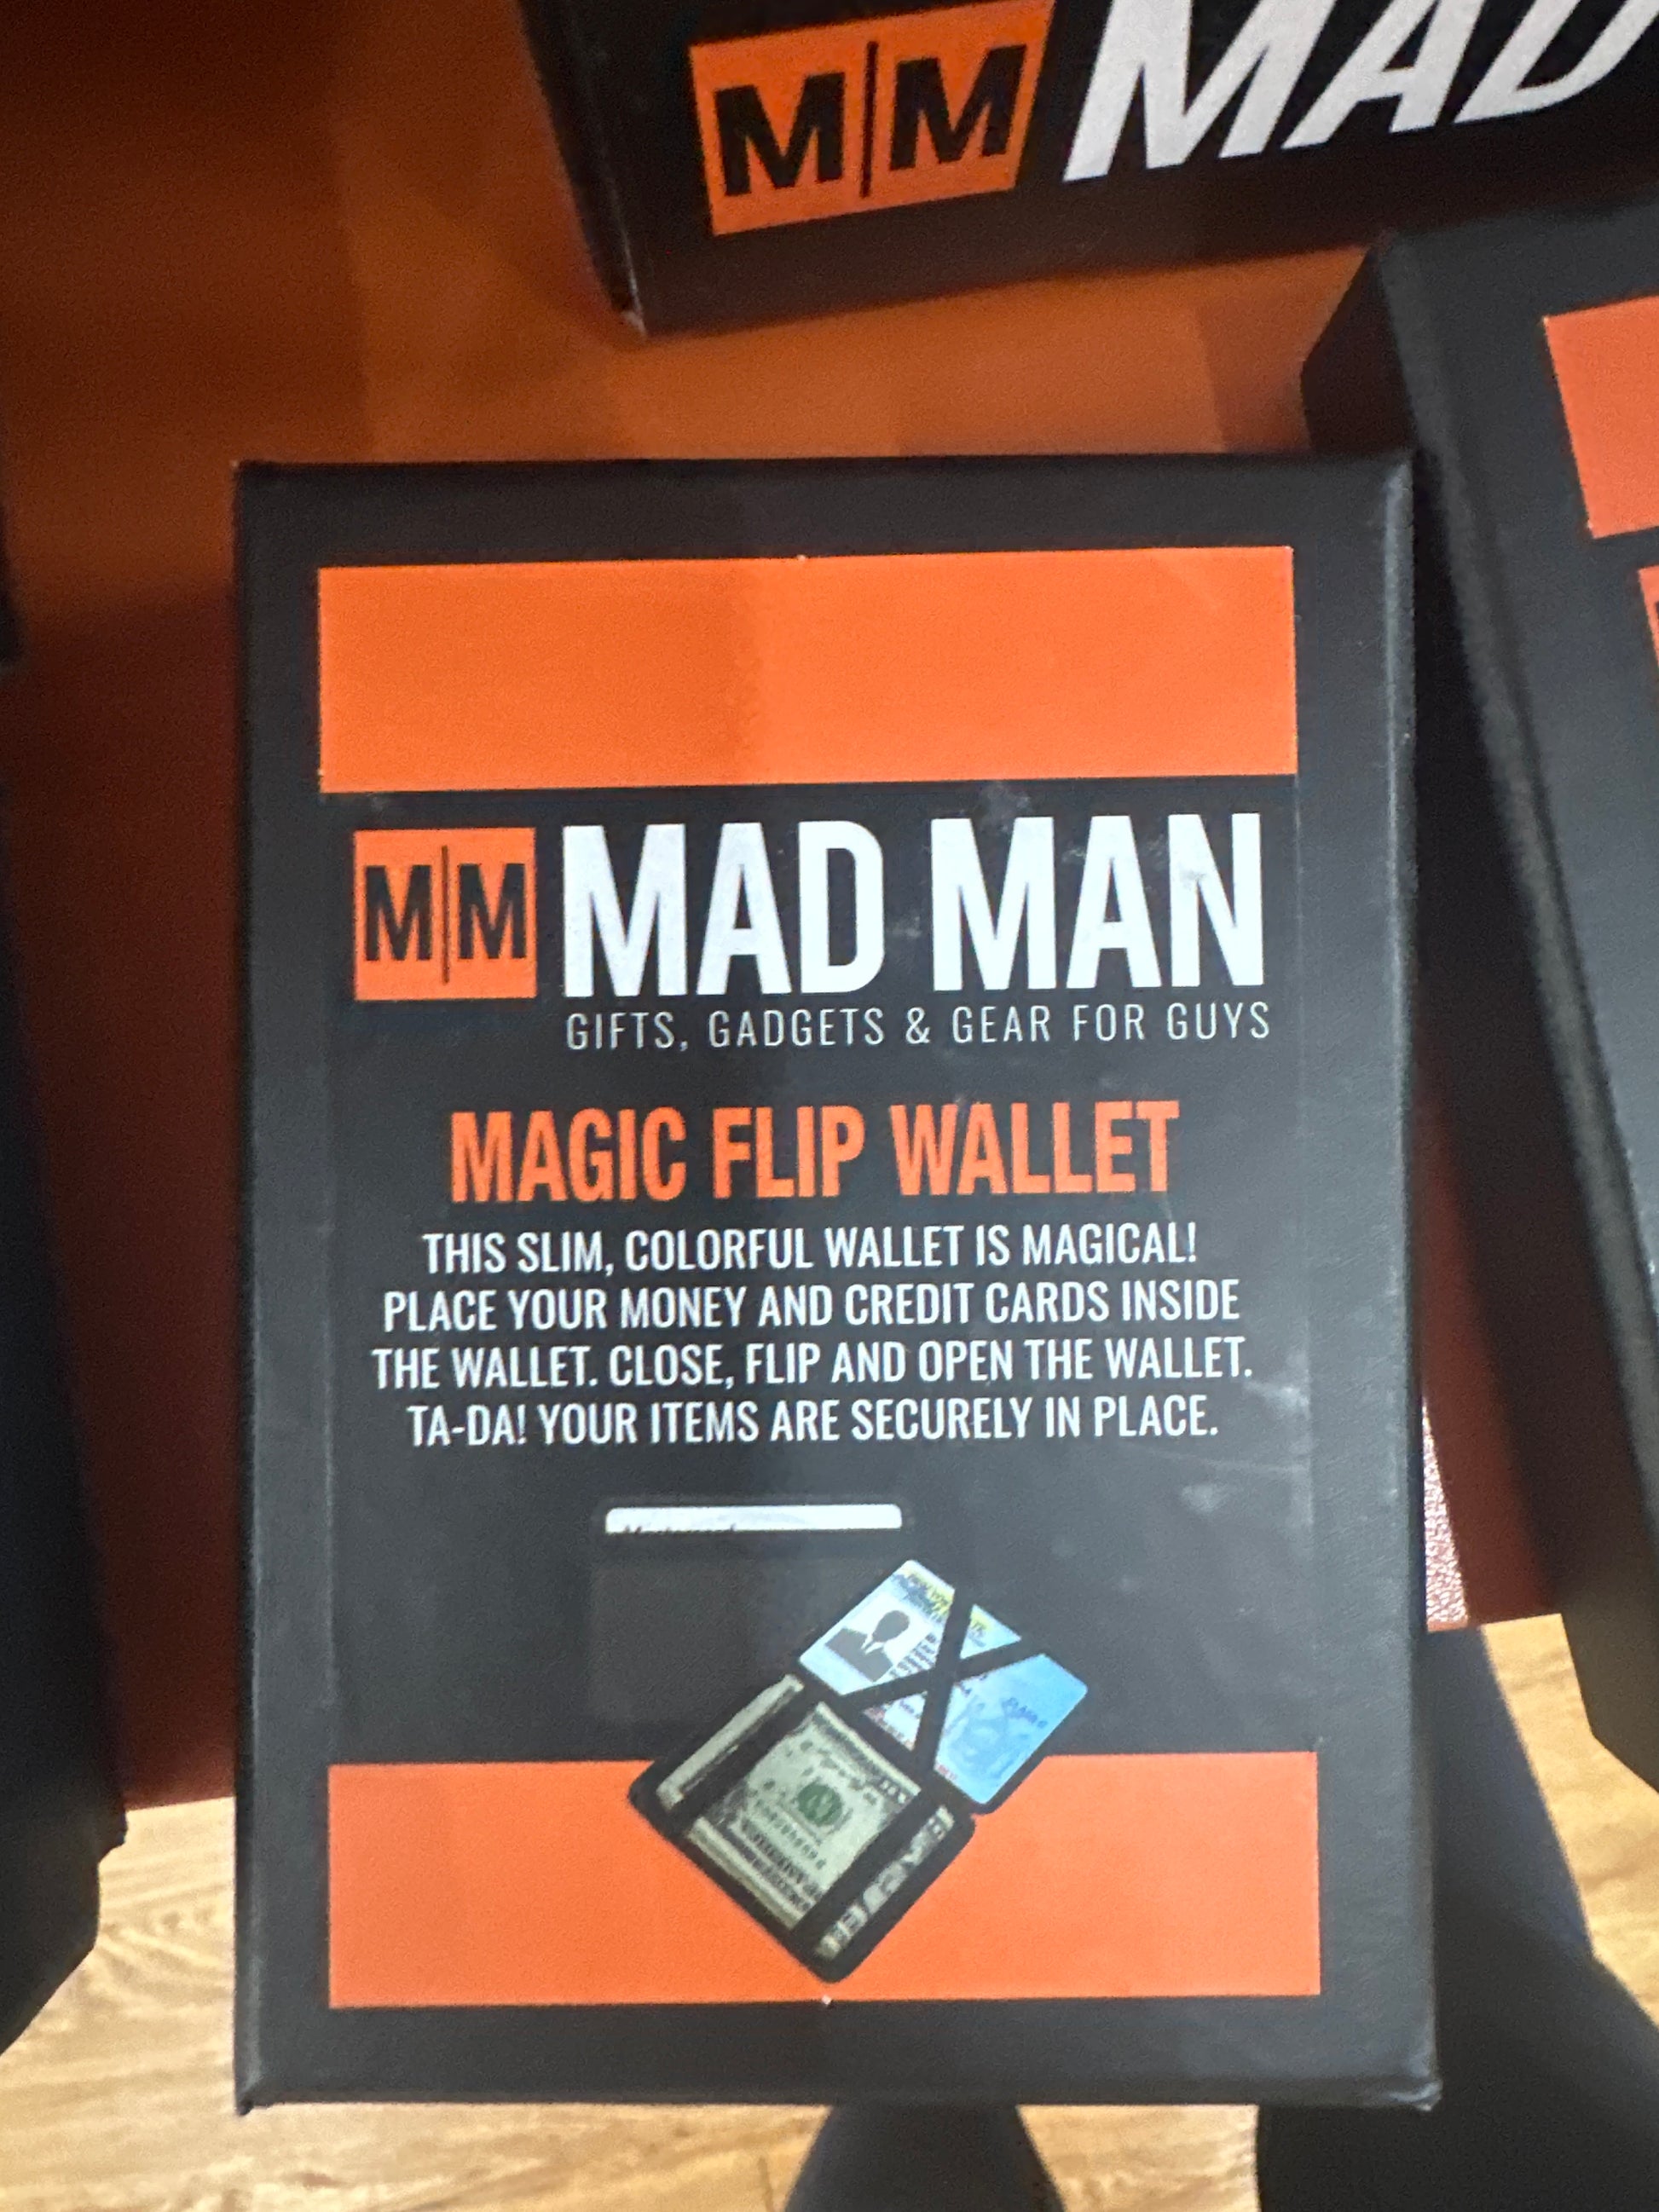 M|M MAD
M|M MAD MAN
GIFTS, GADGETS & GEAR FOR GUYS
MAGIC FLIP WALLET
THIS SLIM, COLORFUL WALLET IS MAGICAL!
PLACE YOUR MONEY AND CREDIT CARDS INSIDE
THE WALLET. CLOSE, FLIP AND OPEN THE WALLET.
TA-DA! YOUR ITEMS ARE SECURELY IN PLACE.